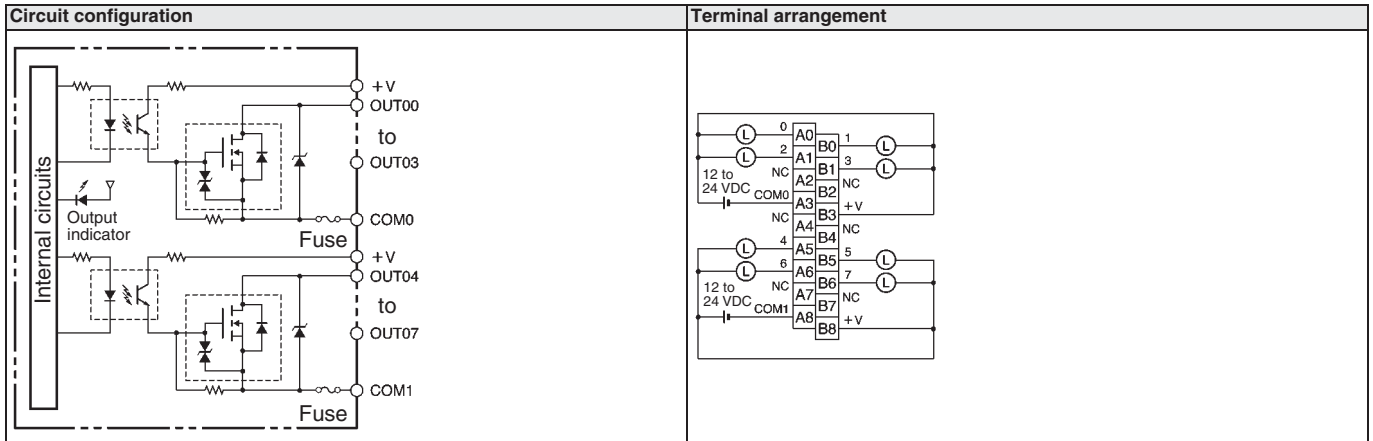 Circuit configuration
Terminal arrangement
Internal circuits
Output
indicator
+V
OUT00
to
OUT03
COM0
Fuse
+V
OUT04
to
OUT07
COM1
Fuse
L 0 A0 B0 1 L
L 2 A1 B1 3 L
NC A2 B2 NC
12 to
24 VDC
COM0 A3 B3 +V
NC A4 B4 NC
L 4 A5 B5 5 L
L 6 A6 B6 7 L
NC A7 B7 NC
12 to
24 VDC
COM1 A8 B8 +V